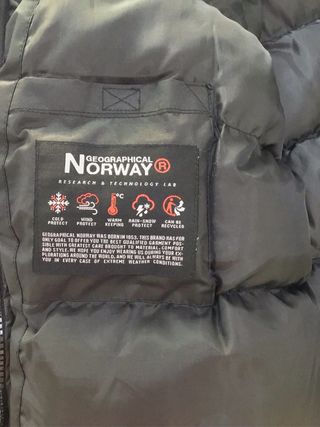 GEOGRAPHICAL
NORWAY®
RESEARCH & TECHNOLOGY LAB
°C
COLD PROTECT
WIND PROTECT
WARM KEEPING
RAIN-SNOW PROTECT
CAN BE RECYCLED
GEOGRAPHICAL NORWAY WAS BORN IN 1953. THIS BRAND HAS FOR
ONLY GOAL TO OFFER YOU THE BEST QUALIFIED GARMENT POS-
SIBLE WITH GREATEST CARE BROUGHT TO MATERIAL, COMFORT
AND STYLE. WE HOPE YOU ENJOY WEARING US DURING YOUR EX-
PLORATIONS AROUND THE WORLD, AND WE WILL ALWAYS BE WITH
YOU IN EVERY CASE OF EXTREME WEATHER CONDITIONS.